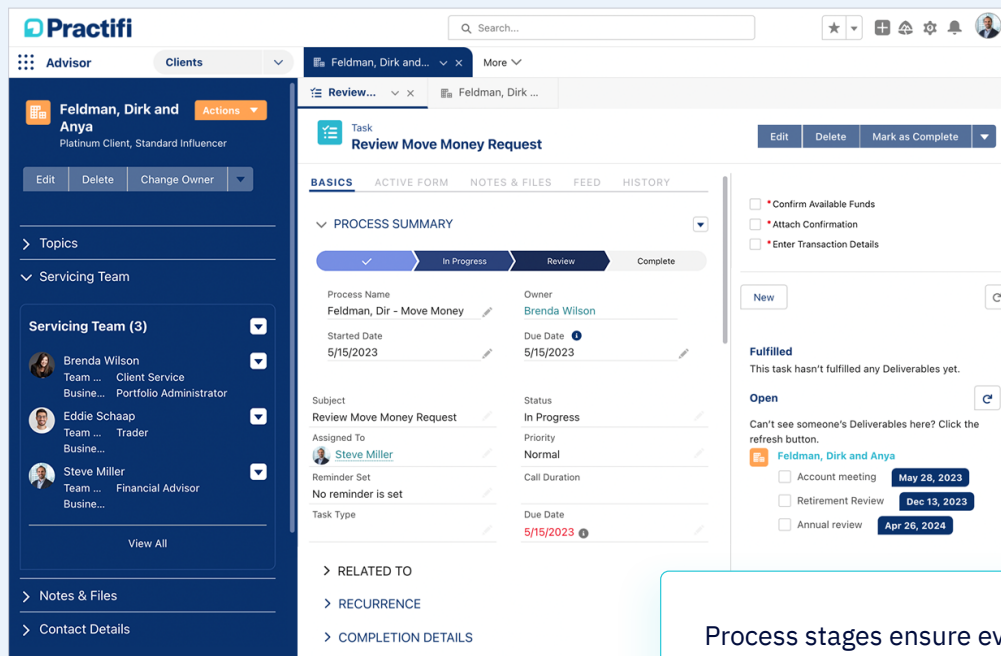 Practifi
Search...
Advisor
Clients
Feldman, Dirk and...
More
Review...
Feldman, Dirk ...
Feldman, Dirk and
Anya
Platinum Client, Standard Influencer
Actions
Edit
Delete
Change Owner
Topics
Servicing Team
Servicing Team (3)
Brenda Wilson
Team ... Client Service
Busine... Portfolio Administrator
Eddie Schaap
Team ... Trader
Busine...
Steve Miller
Team ... Financial Advisor
Busine...
View All
Notes & Files
Contact Details
Task
Review Move Money Request
Edit
Delete
Mark as Complete
BASICS
ACTIVE FORM
NOTES & FILES
FEED
HISTORY
PROCESS SUMMARY
In Progress
Review
Complete
Process Name
Feldman, Dir - Move Money
Owner
Brenda Wilson
Started Date
5/15/2023
Due Date
5/15/2023
Subject
Review Move Money Request
Status
In Progress
Assigned To
Steve Miller
Priority
Normal
Reminder Set
No reminder is set
Call Duration
Task Type
Due Date
5/15/2023
RELATED TO
RECURRENCE
COMPLETION DETAILS
*Confirm Available Funds
*Attach Confirmation
*Enter Transaction Details
New
Fulfilled
This task hasn't fulfilled any Deliverables yet.
Open
Can't see someone's Deliverables here? Click the
refresh button.
Feldman, Dirk and Anya
Account meeting May 28, 2023
Retirement Review Dec 13, 2023
Annual review Apr 26, 2024
Process stages ensure ev